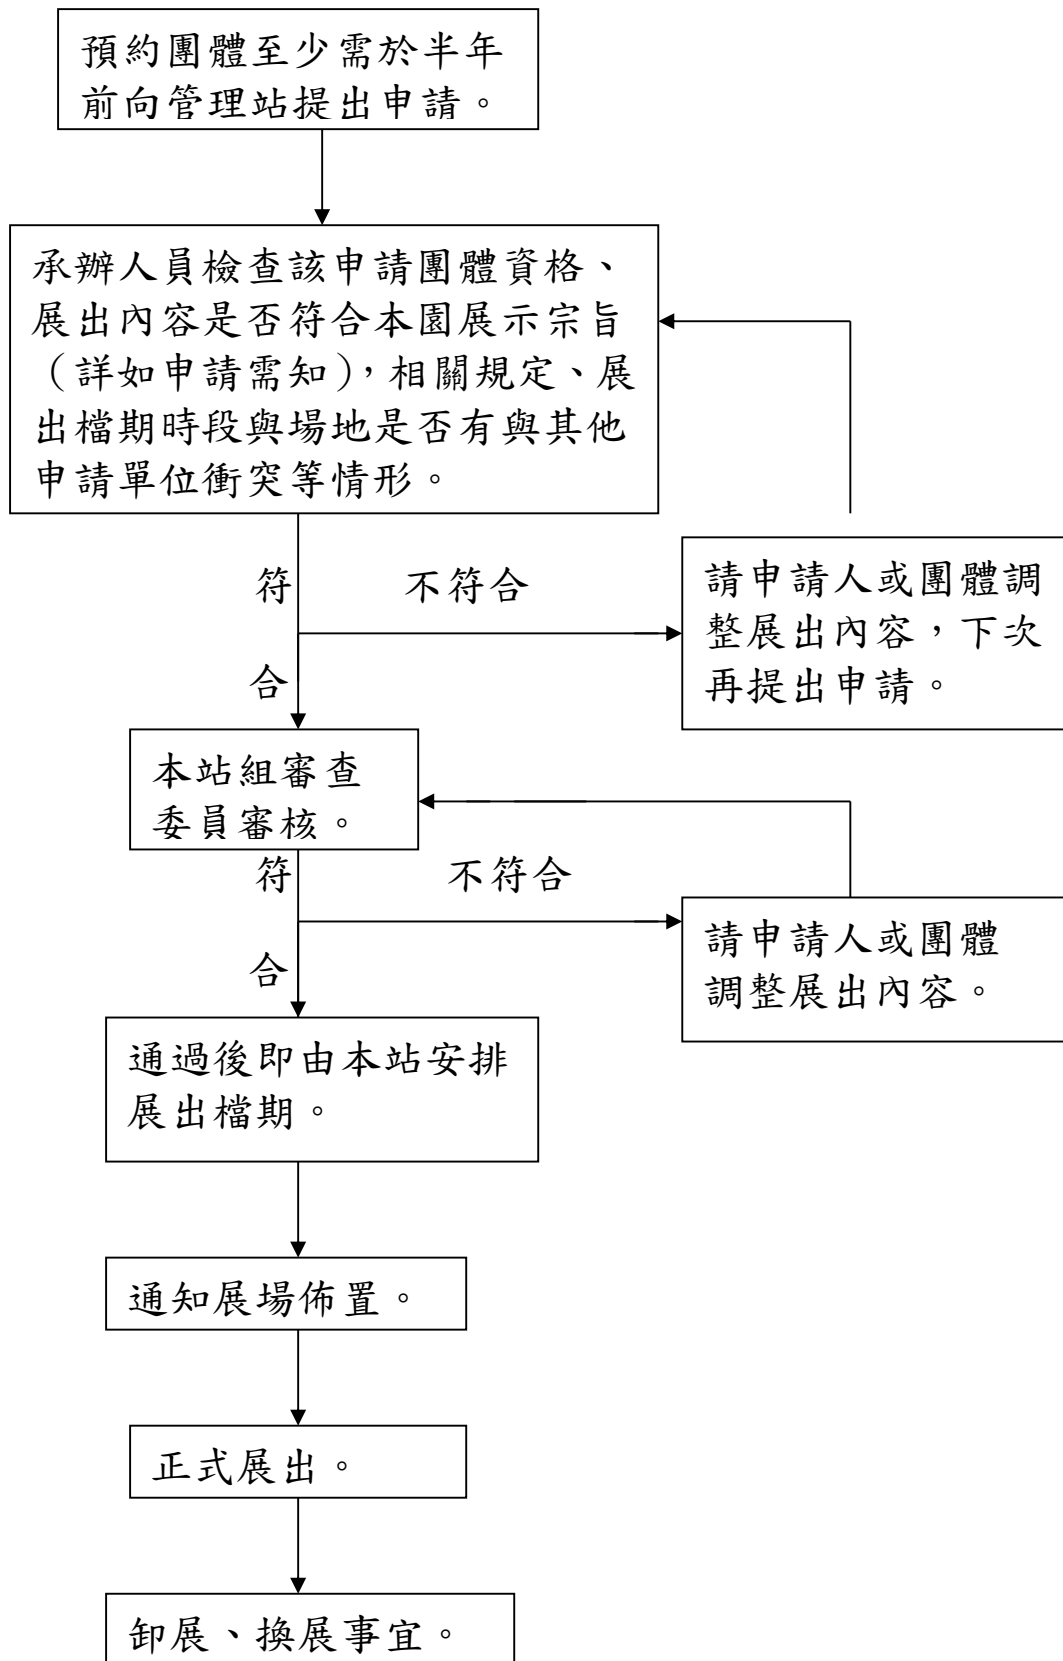 預約團體至少需於半年
前向管理站提出申請。
承辦人員檢查該申請團體資格、
展出內容是否符合本園展示宗旨
（詳如申請需知），相關規定、展
出檔期時段與場地是否有與其他
申請單位衝突等情形。
符
不符合
合
請申請人或團體調
整展出內容，下次
再提出申請。
本站組審查
委員審核。
符
不符合
合
請申請人或團體
調整展出內容。
通過後即由本站安排
展出檔期。
通知展場佈置。
正式展出。
卸展、換展事宜。